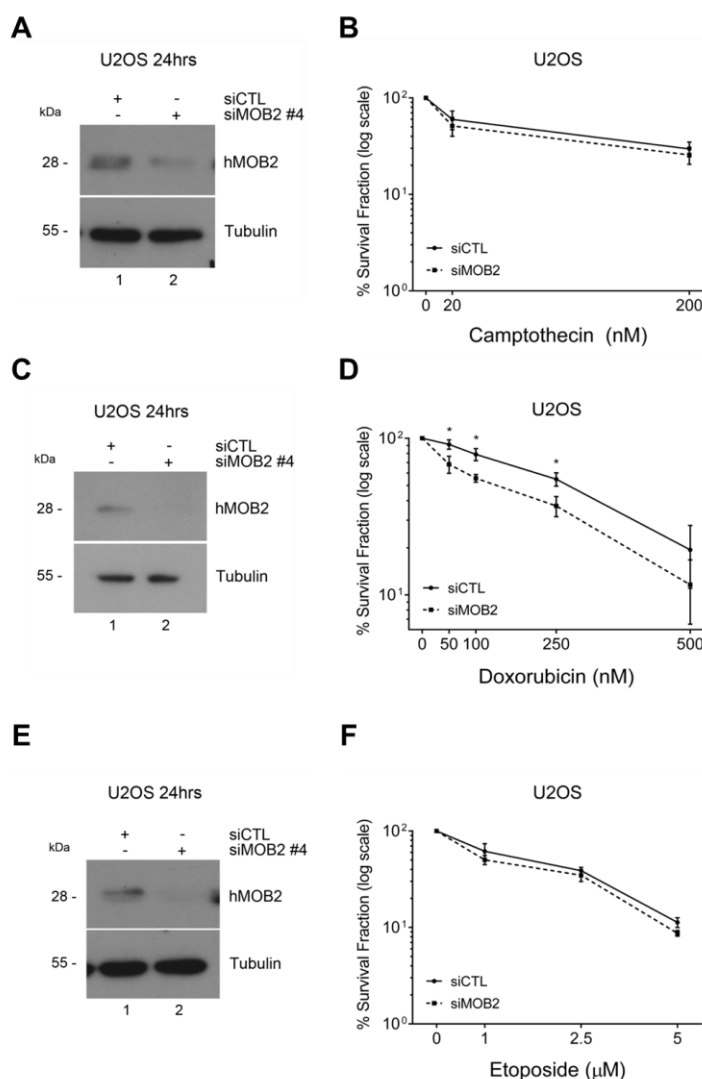 A
U2OS 24hrs
+ - siCTL
- + siMOB2 #4
kDa
28 - hMOB2
55 - Tubulin
1 2
B
U2OS
% Survival Fraction (log scale)
10²
10¹
10⁰
siCTL
siMOB2
0 20 200
Camptothecin (nM)
C
U2OS 24hrs
+ - siCTL
- + siMOB2 #4
kDa
28 - hMOB2
55 - Tubulin
1 2
D
U2OS
% Survival Fraction (log scale)
10²
10¹
* * *
siCTL
siMOB2
0 50 100 250 500
Doxorubicin (nM)
E
U2OS 24hrs
+ - siCTL
- + siMOB2 #4
kDa
28 - hMOB2
55 - Tubulin
1 2
F
U2OS
% Survival Fraction (log scale)
10²
10¹
10⁰
siCTL
siMOB2
0 1 2.5 5
Etoposide (μM)